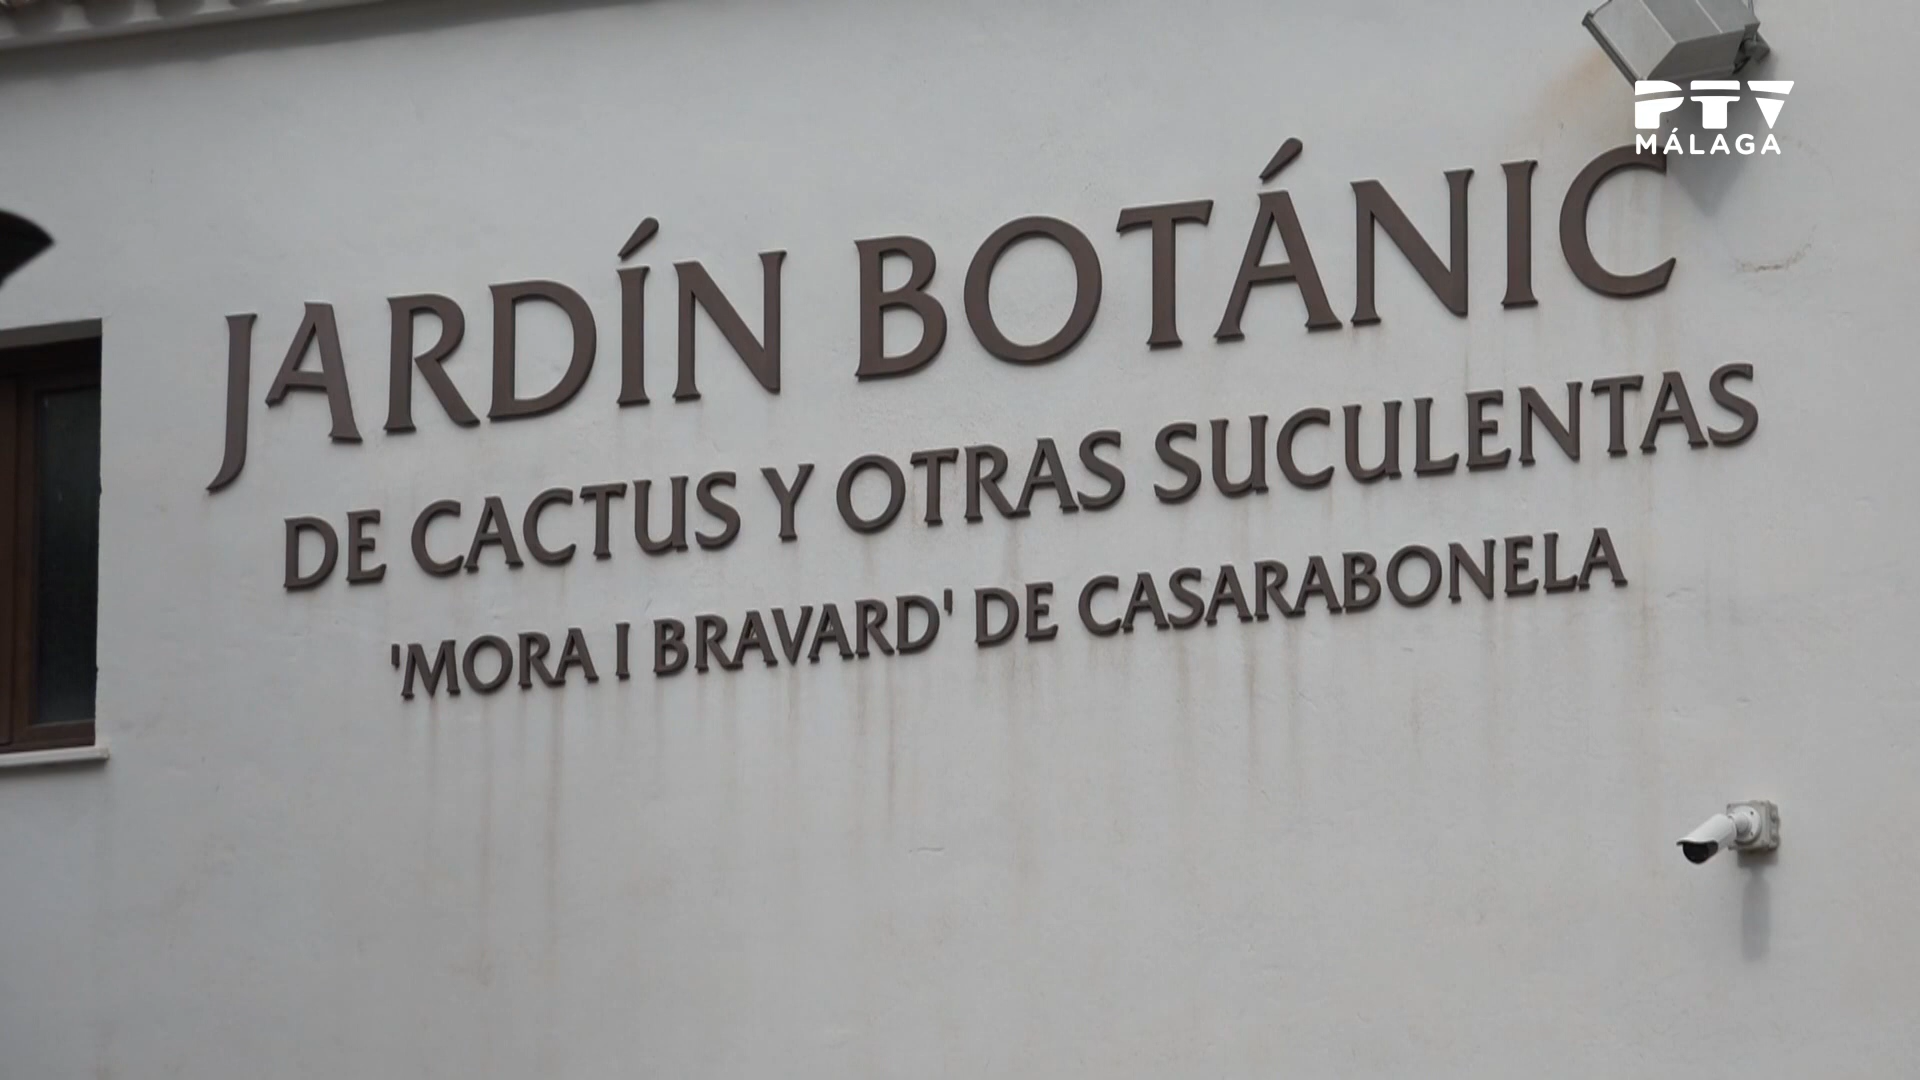 PTV
MÁLAGA
JARDÍN BOTÁNIC
DE CACTUS Y OTRAS SUCULENTAS
'MORA I BRAVARD' DE CASARABONELA